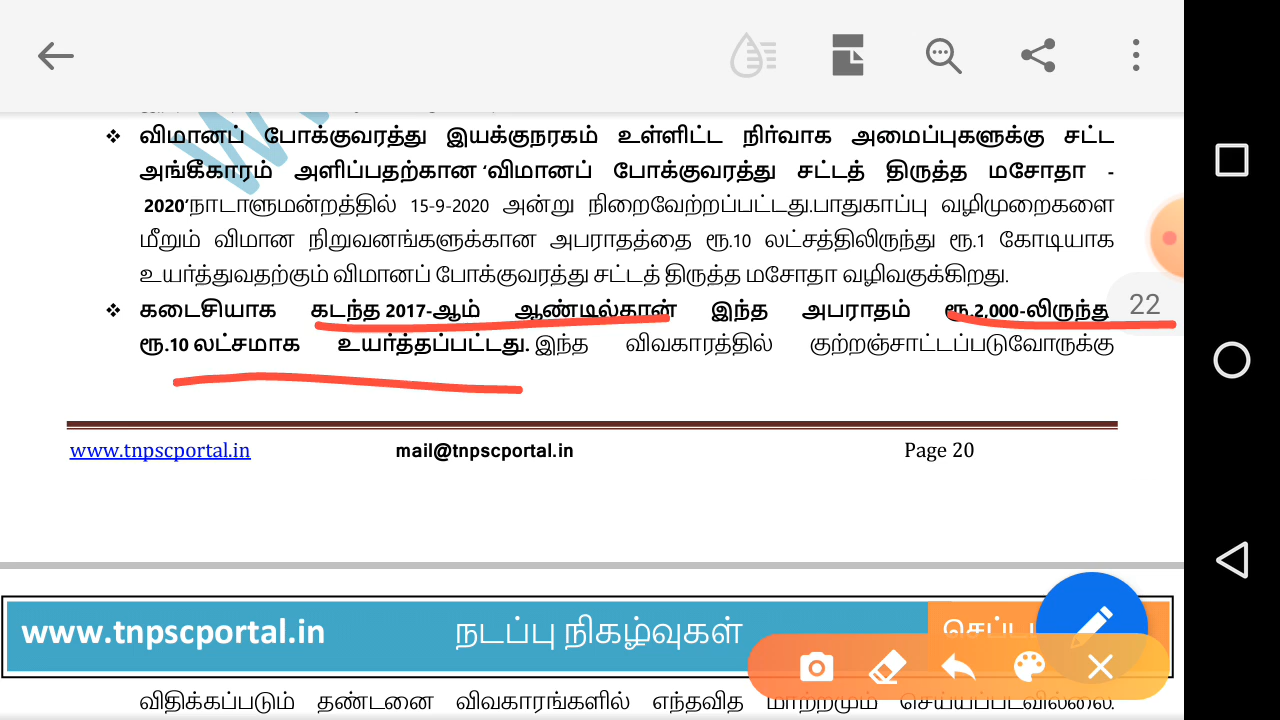 விமானப் போக்குவரத்து இயக்குநரகம் உள்ளிட்ட நிர்வாக அமைப்புகளுக்கு சட்ட
அங்கீகாரம் அளிப்பதற்கான ‘விமானப் போக்குவரத்து சட்டத் திருத்த மசோதா -
2020’நாடாளுமன்றத்தில் 15-9-2020 அன்று நிறைவேற்றப்பட்டது.பாதுகாப்பு வழிமுறைகளை
மீறும் விமான நிறுவனங்களுக்கான அபராதத்தை ரூ.10 லட்சத்திலிருந்து ரூ.1 கோடியாக
உயர்த்துவதற்கும் விமானப் போக்குவரத்து சட்டத் திருத்த மசோதா வழிவகுக்கிறது.
கடைசியாக கடந்த 2017-ஆம் ஆண்டில்தான் இந்த அபராதம் ரூ.2,000-லிருந்து
22
ரூ.10 லட்சமாக உயர்த்தப்பட்டது. இந்த விவகாரத்தில் குற்றஞ்சாட்டப்படுவோருக்கு
www.tnpscportal.in mail@tnpscportal.in Page 20
www.tnpscportal.in நடப்பு நிகழ்வுகள்
விதிக்கப்படும் தண்டனை விவகாரங்களில் எந்தவித மாற்றமும் செய்யப்படவில்லை.